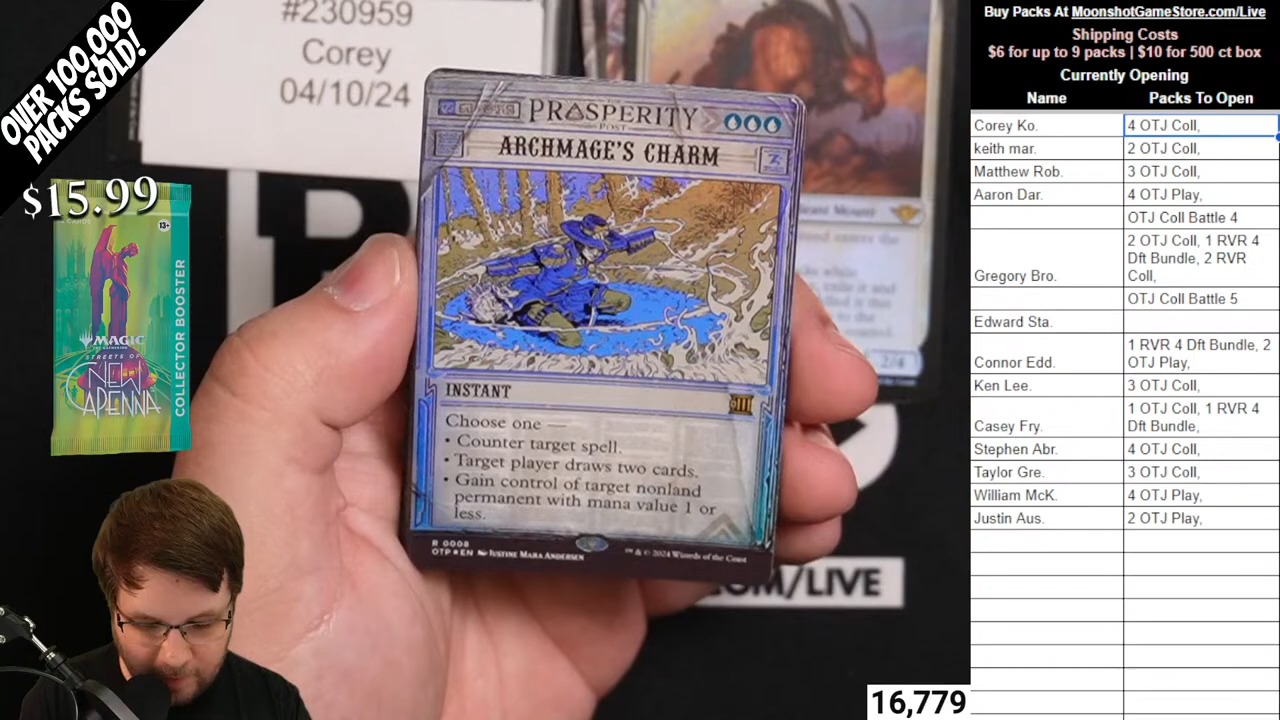 OVER 100,000
PACKS SOLD!
$15.99
13+
MAGIC
THE GATHERING
STREETS OF
NEW
CAPENNA
COLLECTOR BOOSTER
#230959
Corey
04/10/24
PROSPERITY
POST
ARCHMAGE'S CHARM
INSTANT
Choose one —
• Counter target spell.
• Target player draws two cards.
• Gain control of target nonland
permanent with mana value 1 or
less.
R 0008
OTP★EN Justine Mara Andersen
™ & © 2024 Wizards of the Coast
Mount
2/4
.COM/LIVE
16,779
Buy Packs At MoonshotGameStore.com/Live
Shipping Costs
$6 for up to 9 packs | $10 for 500 ct box
Currently Opening
Name Packs To Open
Corey Ko. 4 OTJ Coll,
keith mar. 2 OTJ Coll,
Matthew Rob. 3 OTJ Coll,
Aaron Dar. 4 OTJ Play,
OTJ Coll Battle 4
2 OTJ Coll, 1 RVR 4
Dft Bundle, 2 RVR
Gregory Bro. Coll,
OTJ Coll Battle 5
Edward Sta.
1 RVR 4 Dft Bundle, 2
Connor Edd. OTJ Play,
Ken Lee. 3 OTJ Coll,
1 OTJ Coll, 1 RVR 4
Casey Fry. Dft Bundle,
Stephen Abr. 4 OTJ Coll,
Taylor Gre. 3 OTJ Coll,
William McK. 4 OTJ Play,
Justin Aus. 2 OTJ Play,